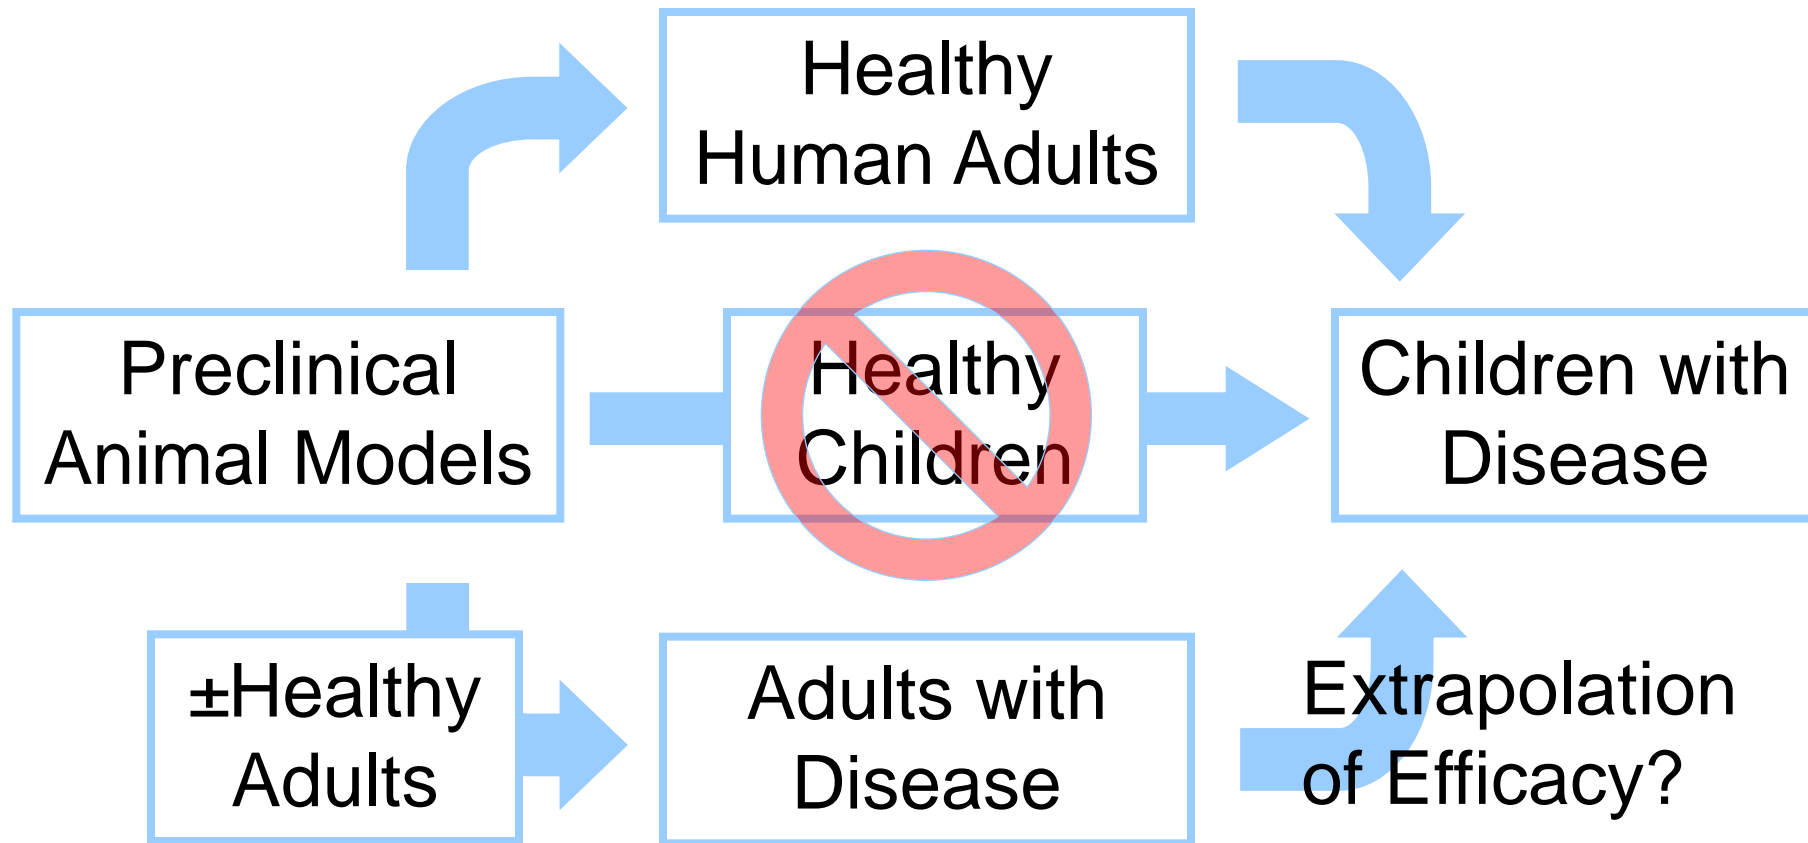 Healthy
Human Adults
Preclinical
Animal Models
Healthy
Children
Children with
Disease
±Healthy
Adults
Adults with
Disease
Extrapolation
of Efficacy?